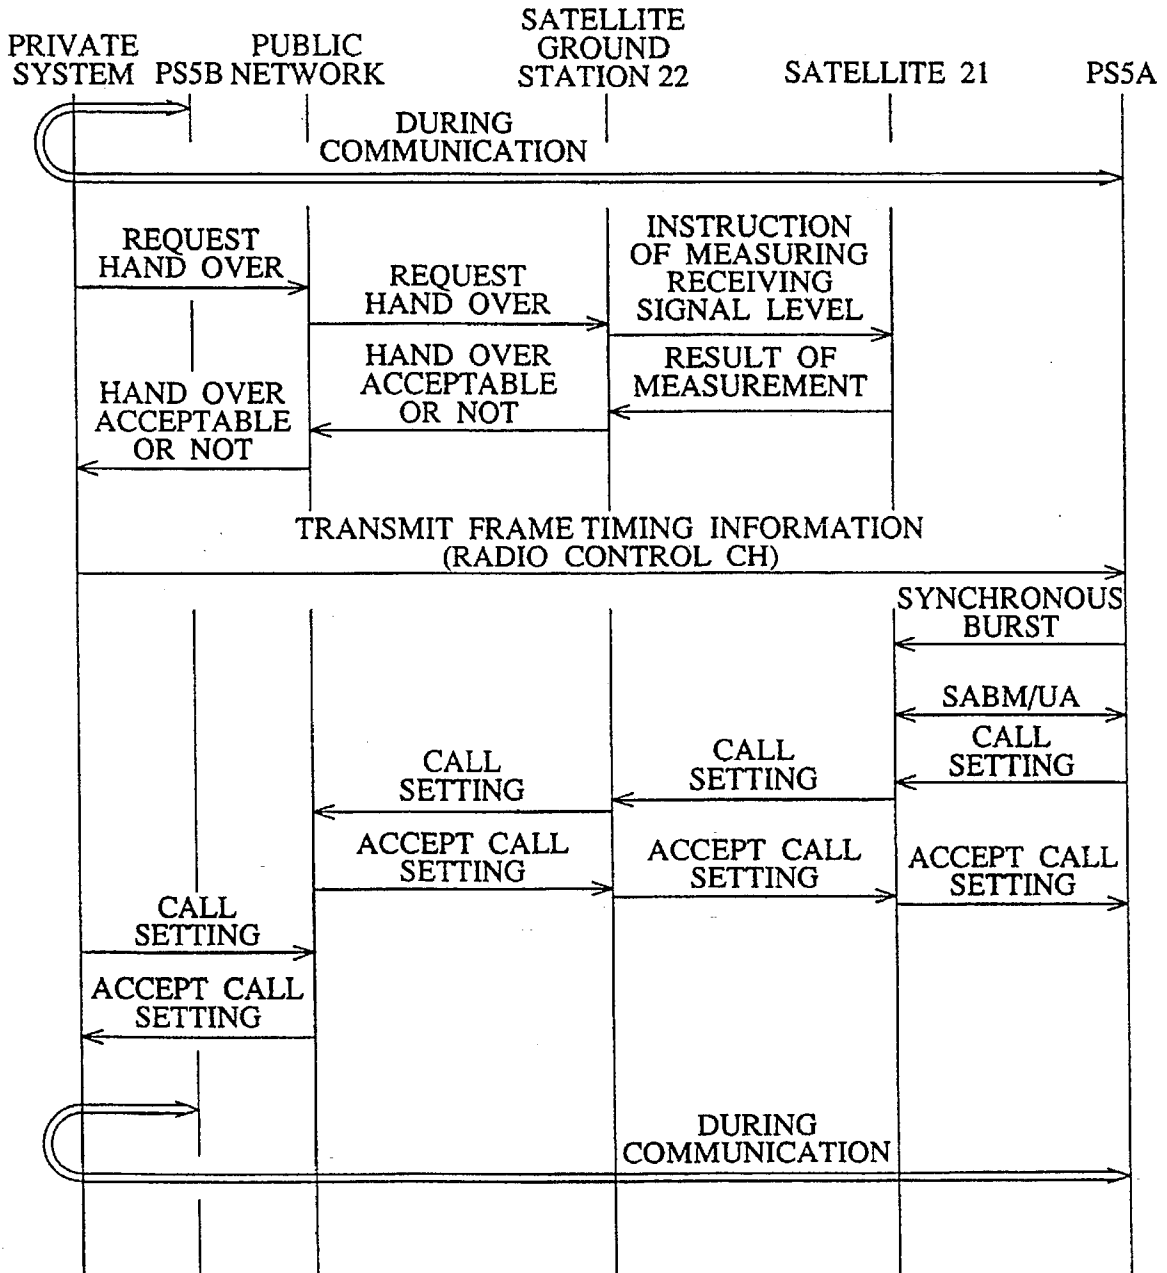 PRIVATE
SYSTEM
PS5B
PUBLIC
NETWORK
SATELLITE
GROUND
STATION 22
SATELLITE 21
PS5A
DURING
COMMUNICATION
REQUEST
HAND OVER
REQUEST
HAND OVER
INSTRUCTION
OF MEASURING
RECEIVING
SIGNAL LEVEL
HAND OVER
ACCEPTABLE
OR NOT
HAND OVER
ACCEPTABLE
OR NOT
RESULT OF
MEASUREMENT
TRANSMIT FRAME TIMING INFORMATION
(RADIO CONTROL CH)
SYNCHRONOUS
BURST
SABM/UA
CALL
SETTING
CALL
SETTING
CALL
SETTING
ACCEPT CALL
SETTING
ACCEPT CALL
SETTING
ACCEPT CALL
SETTING
CALL
SETTING
ACCEPT CALL
SETTING
DURING
COMMUNICATION